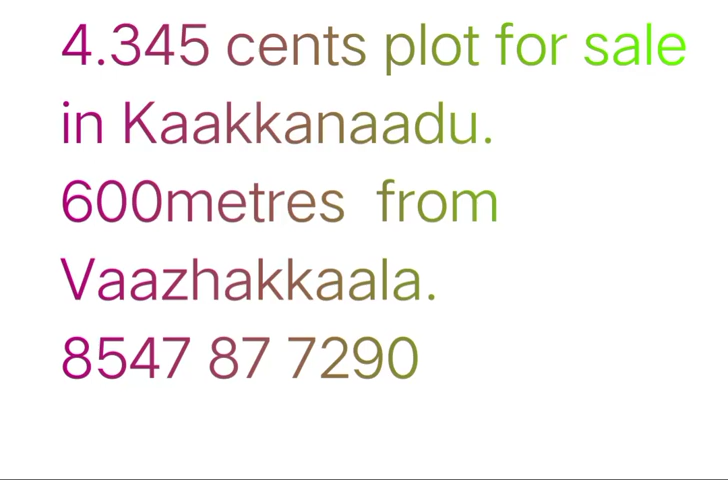 4.345 cents plot for sale
in Kaakkanaadu.
600metres  from
Vaazhakkaala.
8547 87 7290